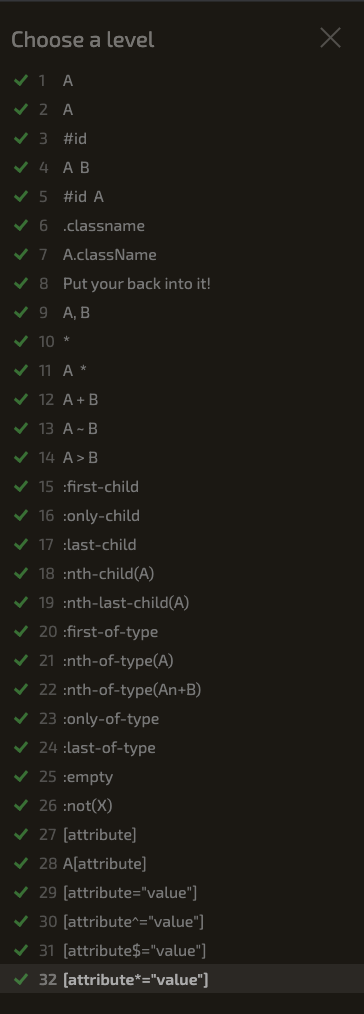 Choose a level
1 A
2 A
3 #id
4 A B
5 #id A
6 .classname
7 A.className
8 Put your back into it!
9 A, B
10 *
11 A *
12 A + B
13 A ~ B
14 A > B
15 :first-child
16 :only-child
17 :last-child
18 :nth-child(A)
19 :nth-last-child(A)
20 :first-of-type
21 :nth-of-type(A)
22 :nth-of-type(An+B)
23 :only-of-type
24 :last-of-type
25 :empty
26 :not(X)
27 [attribute]
28 A[attribute]
29 [attribute="value"]
30 [attribute^="value"]
31 [attribute$="value"]
32 [attribute*="value"]